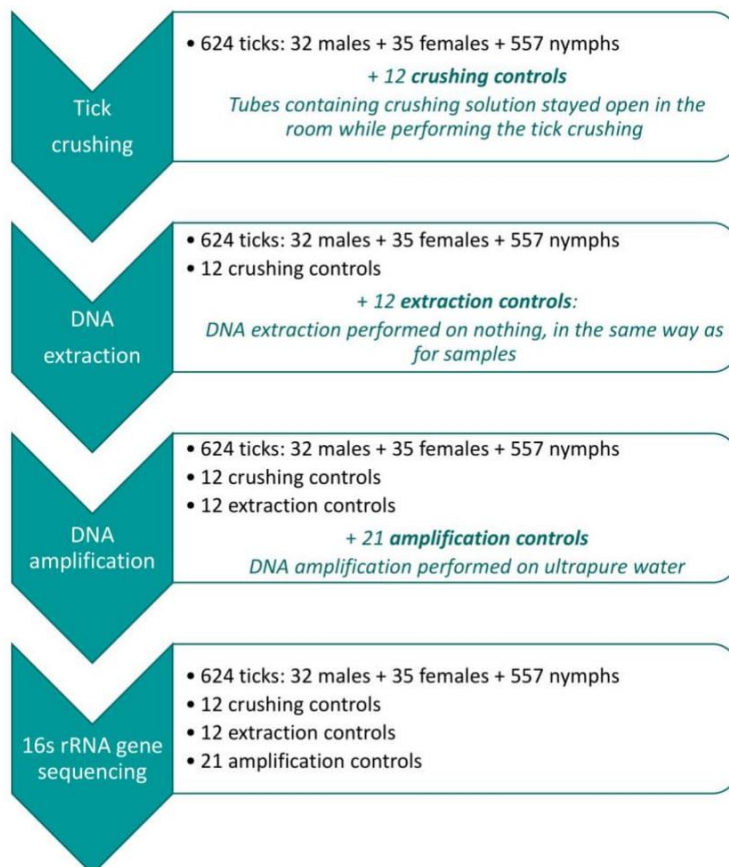 Tick
crushing
• 624 ticks: 32 males + 35 females + 557 nymphs
+ 12 crushing controls
Tubes containing crushing solution stayed open in the
room while performing the tick crushing
DNA
extraction
• 624 ticks: 32 males + 35 females + 557 nymphs
• 12 crushing controls
+ 12 extraction controls:
DNA extraction performed on nothing, in the same way as
for samples
DNA
amplification
• 624 ticks: 32 males + 35 females + 557 nymphs
• 12 crushing controls
• 12 extraction controls
+ 21 amplification controls
DNA amplification performed on ultrapure water
16s rRNA gene
sequencing
• 624 ticks: 32 males + 35 females + 557 nymphs
• 12 crushing controls
• 12 extraction controls
• 21 amplification controls